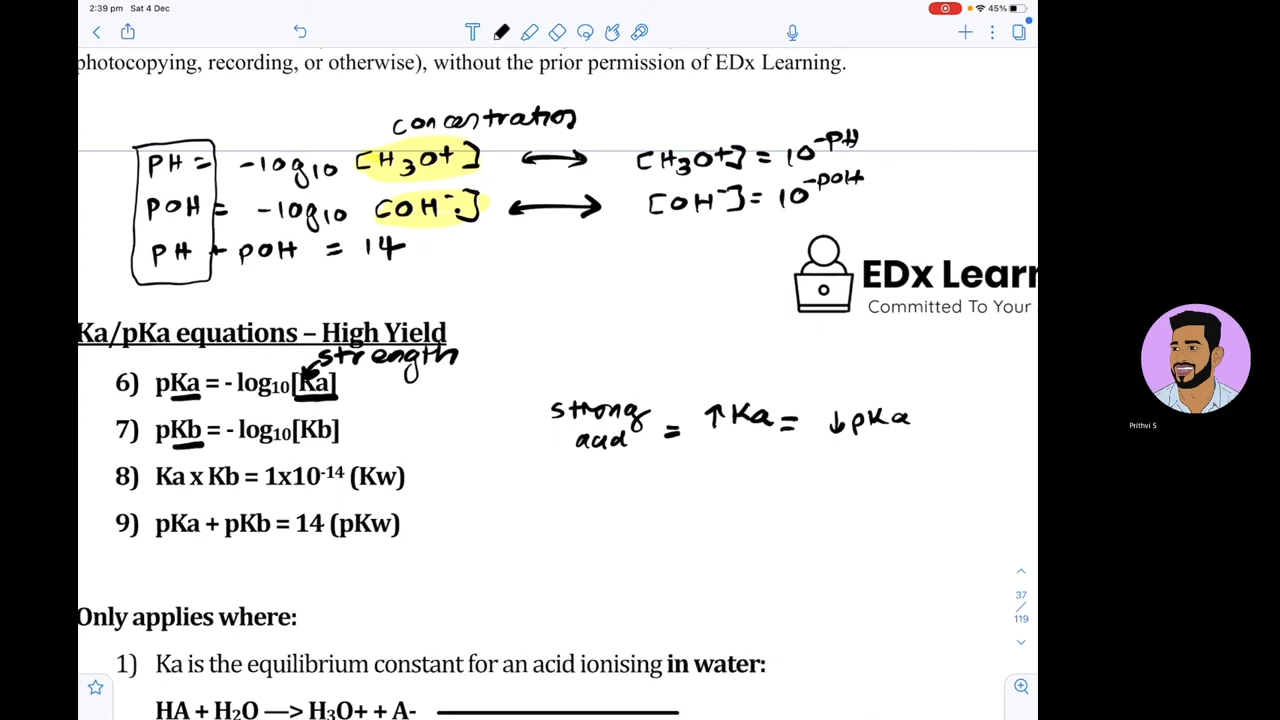 2:39 pm Sat 4 Dec
45%
photocopying, recording, or otherwise), without the prior permission of EDx Learning.
concentration
PH = -log10 [H3O+] ⟷ [H3O+] = 10^-PH
POH = -log10 [OH-] ⟷ [OH-] = 10^-POH
PH + POH = 14
EDx Learn
Committed To Your
Ka/pKa equations – High Yield
strength
6) pKa = - log10[Ka]
strong acid = ↑Ka = ↓pKa
7) pKb = - log10[Kb]
8) Ka x Kb = 1x10-14 (Kw)
9) pKa + pKb = 14 (pKw)
Prithvi S
37
/
119
Only applies where:
1) Ka is the equilibrium constant for an acid ionising in water:
HA + H2O —> H3O+ + A-